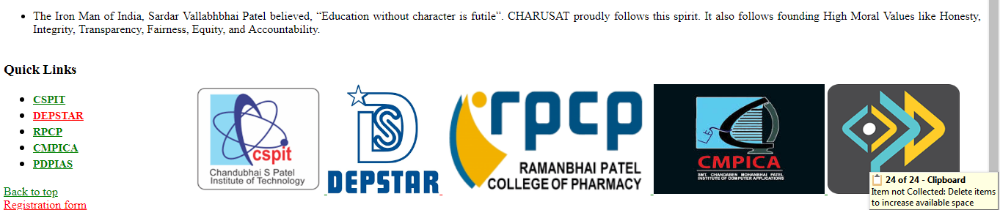 The Iron Man of India, Sardar Vallabhbhai Patel believed, “Education without character is futile”. CHARUSAT proudly follows this spirit. It also follows founding High Moral Values like Honesty,
Integrity, Transparency, Fairness, Equity, and Accountability.
Quick Links
CSPIT
DEPSTAR
RPCP
CMPICA
PDPIAS
Back to top
Registration form
cspit
Chandubhai S Patel
Institute of Technology
DS
DEPSTAR
rpcp
RAMANBHAI PATEL
COLLEGE OF PHARMACY
CMPICA
SMT. CHANDABEN MOHANBHAI PATEL
INSTITUTE OF COMPUTER APPLICATIONS
24 of 24 - Clipboard
Item not Collected: Delete items
to increase available space